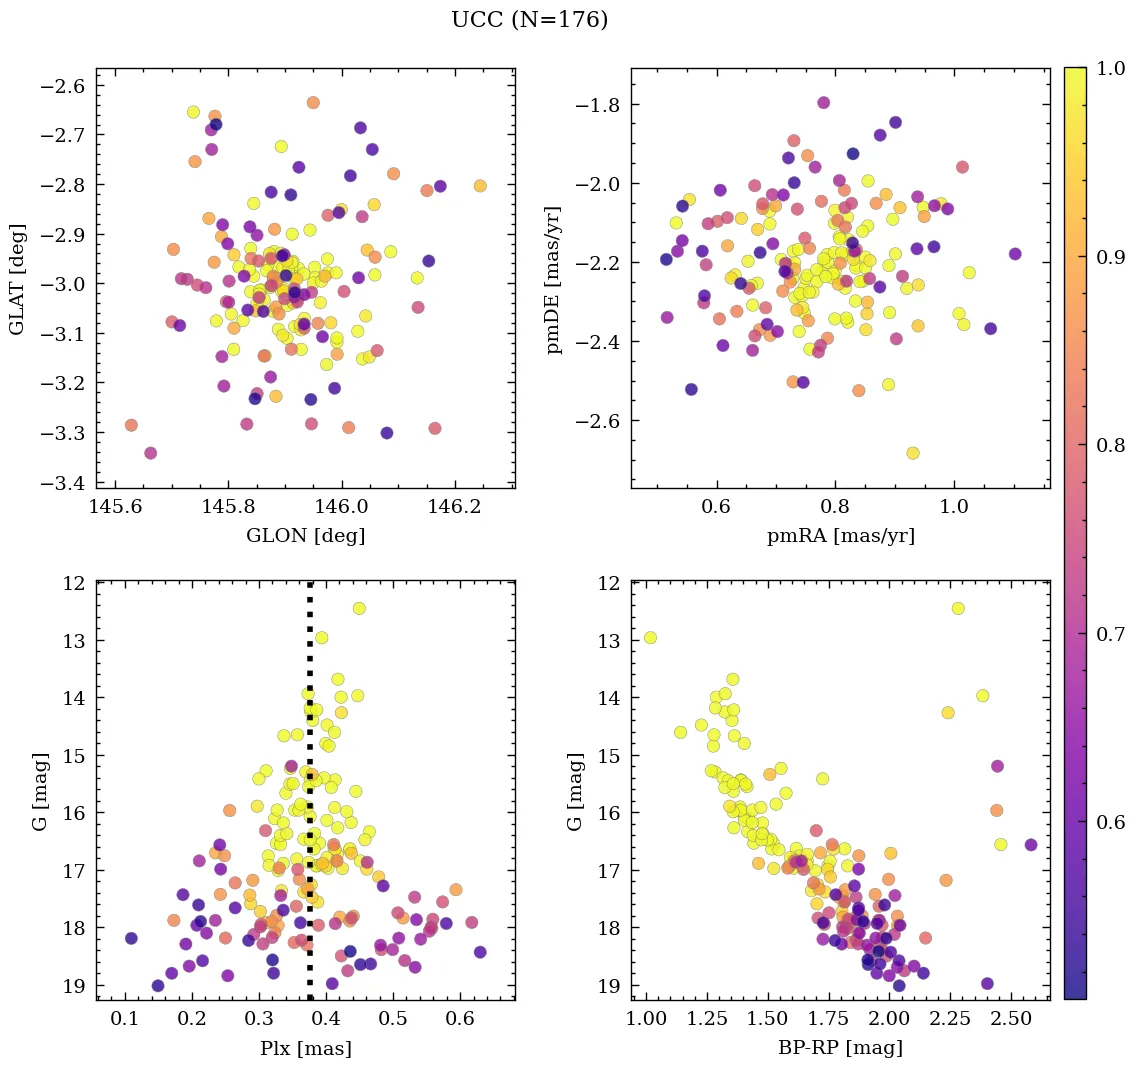 UCC (N=176)
−2.6
−2.7
−2.8
−2.9
−3.0
−3.1
−3.2
−3.3
−3.4
GLAT [deg]
145.6 145.8 146.0 146.2
GLON [deg]
−1.8
−2.0
−2.2
−2.4
−2.6
pmDE [mas/yr]
0.6 0.8 1.0
pmRA [mas/yr]
1.0
0.9
0.8
0.7
0.6
12
13
14
15
16
17
18
19
G [mag]
0.1 0.2 0.3 0.4 0.5 0.6
Plx [mas]
12
13
14
15
16
17
18
19
G [mag]
1.00 1.25 1.50 1.75 2.00 2.25 2.50
BP-RP [mag]